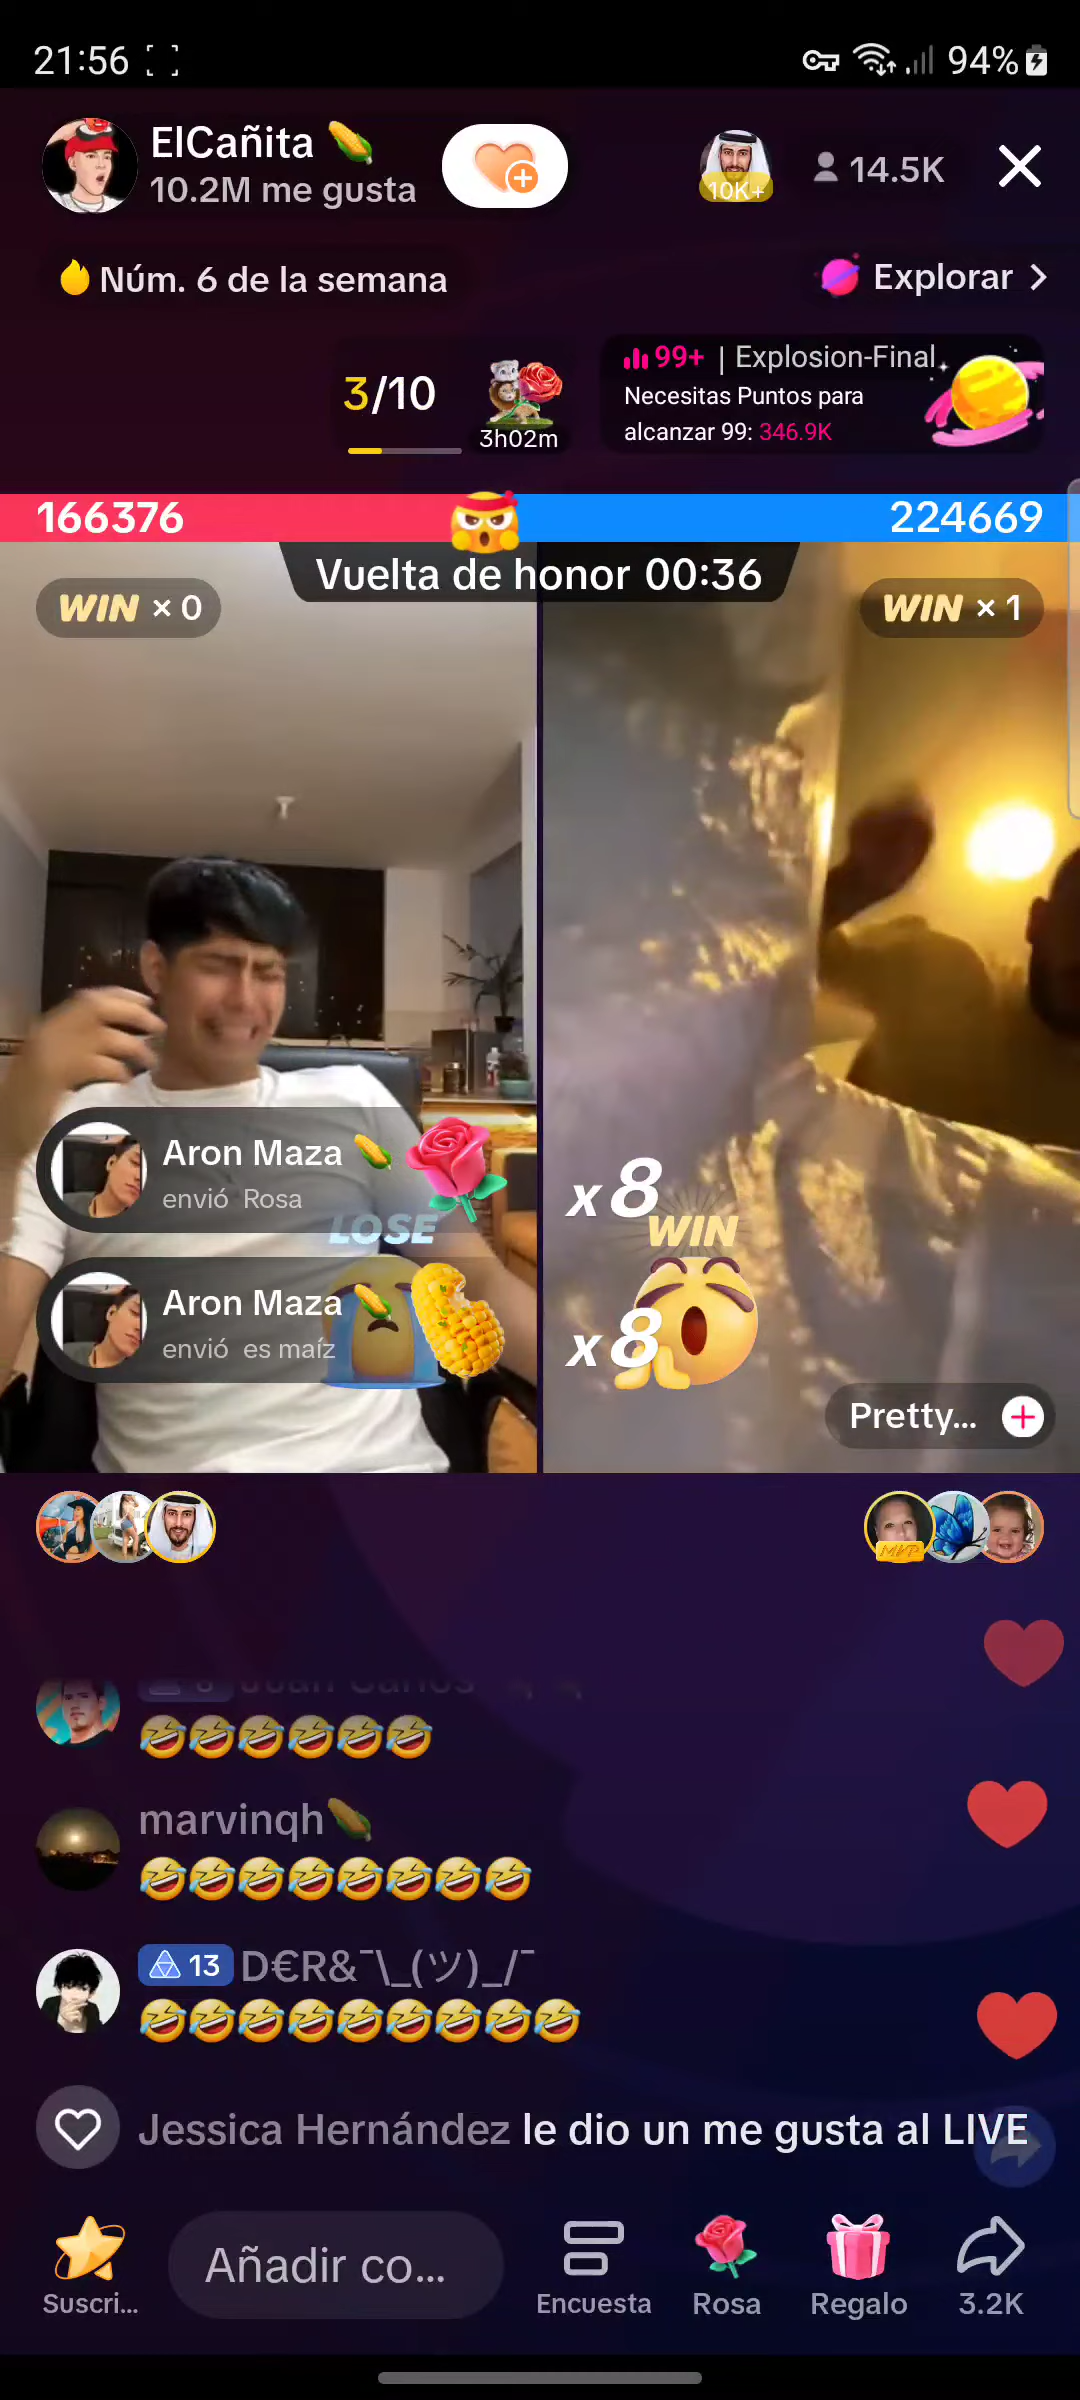 21:56
94%
ElCañita
10.2M me gusta
10K+
14.5K
Núm. 6 de la semana
Explorar
3/10
3h02m
99+ | Explosion-Final
Necesitas Puntos para
alcanzar 99: 346.9K
166376
224669
Vuelta de honor 00:36
WIN × 0
WIN × 1
Aron Maza
envió Rosa
x8
LOSE
WIN
Aron Maza
envió es maíz
x8
Pretty...
MVP
marvinqh
13 D€R&¯\_(ツ)_/¯
Jessica Hernández le dio un me gusta al LIVE
Suscri...
Añadir co...
Encuesta
Rosa
Regalo
3.2K